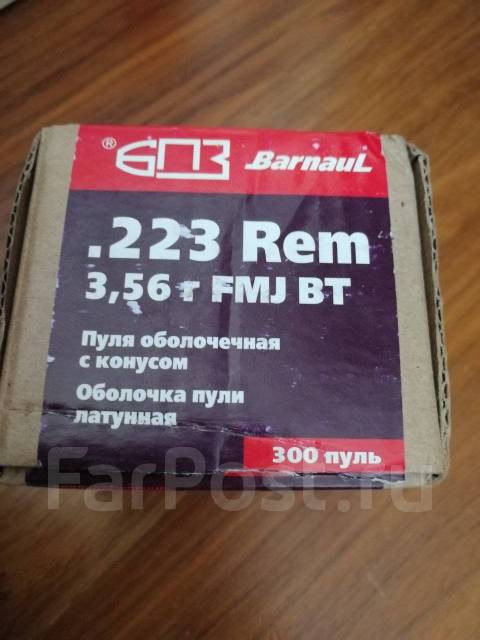 ® БПЗ Barnaul
.223 Rem
3,56 г FMJ BT
Пуля оболочечная
с конусом
Оболочка пули
латунная
300 пуль
FarPost.ru